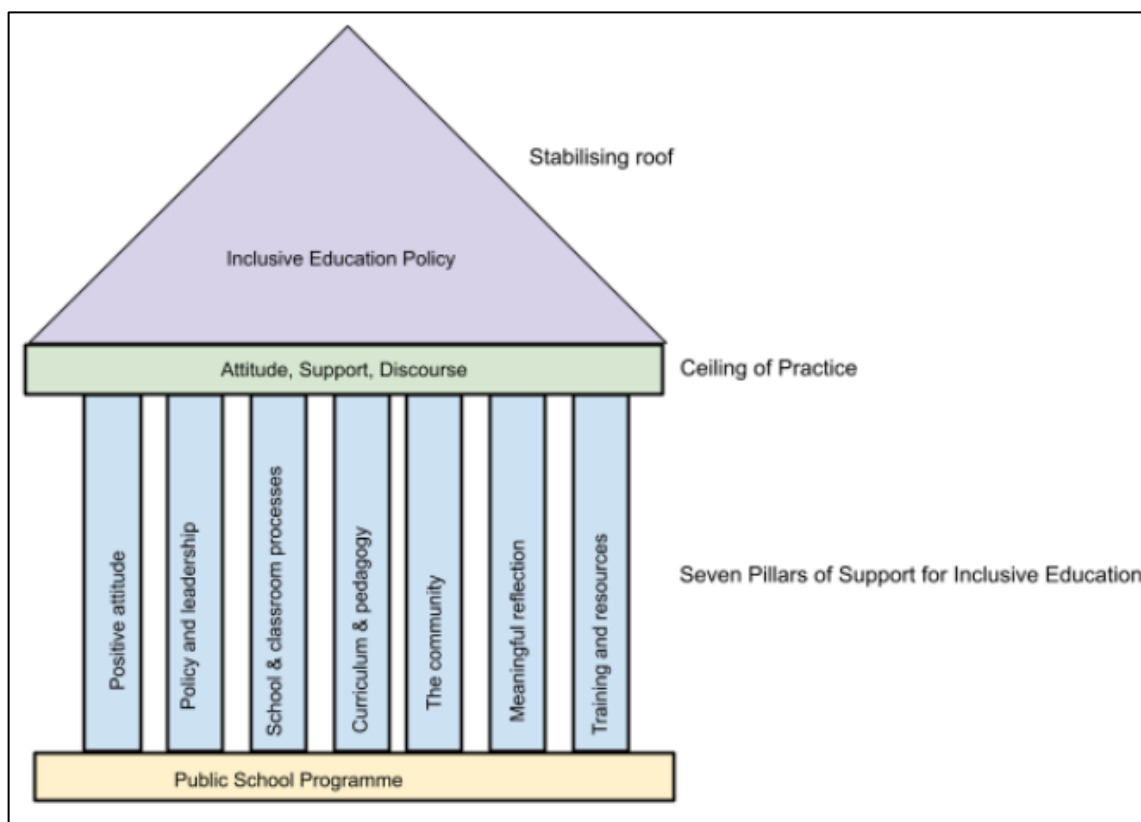 Stabilising roof
Inclusive Education Policy
Attitude, Support, Discourse
Ceiling of Practice
Positive attitude
Policy and leadership
School & classroom processes
Curriculum & pedagogy
The community
Meaningful reflection
Training and resources
Seven Pillars of Support for Inclusive Education
Public School Programme